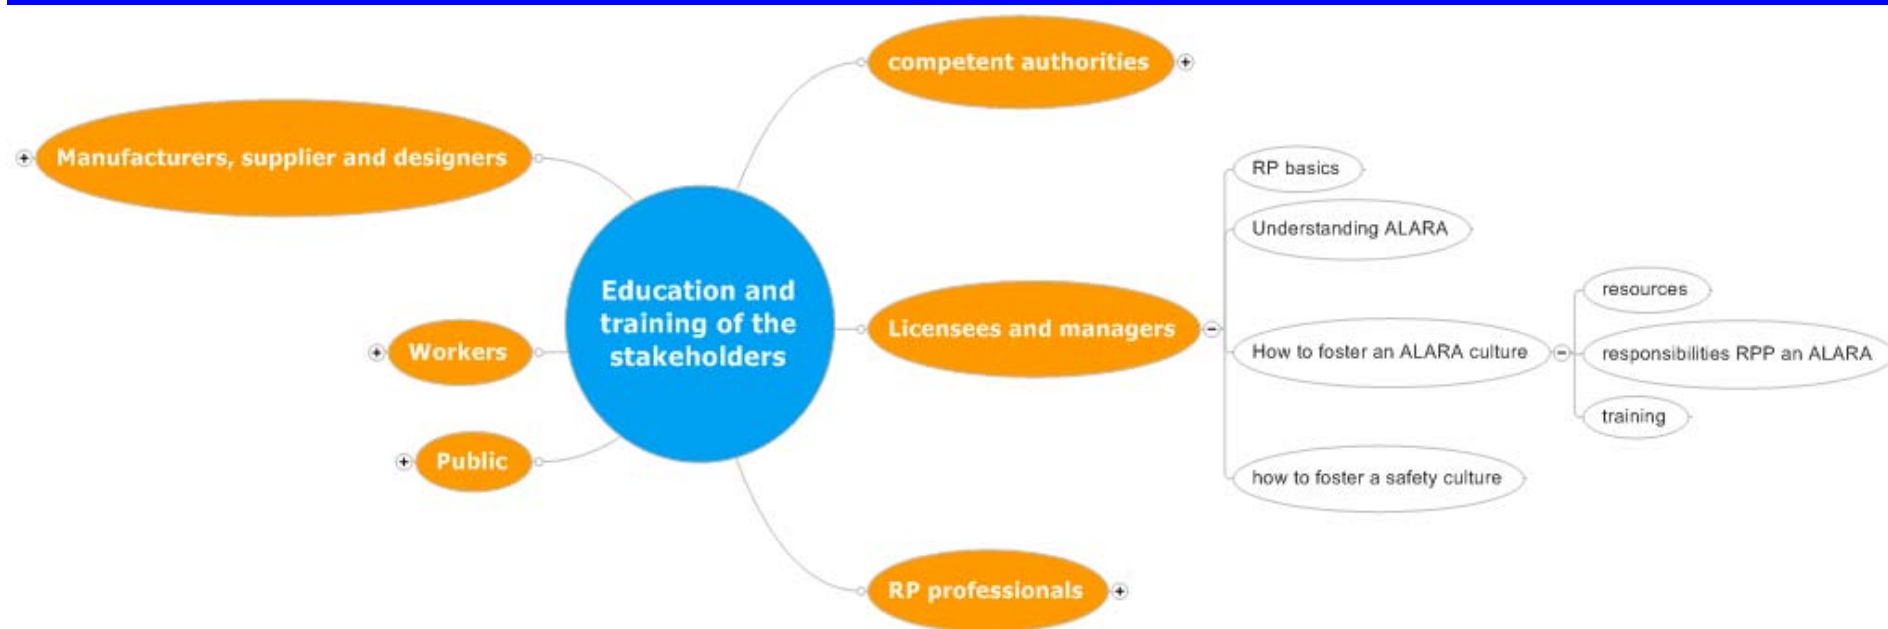 competent authorities
Manufacturers, supplier and designers
Education and
training of the
stakeholders
Workers
Public
Licensees and managers
RP basics
Understanding ALARA
How to foster an ALARA culture
resources
responsibilities RPP an ALARA
training
how to foster a safety culture
RP professionals